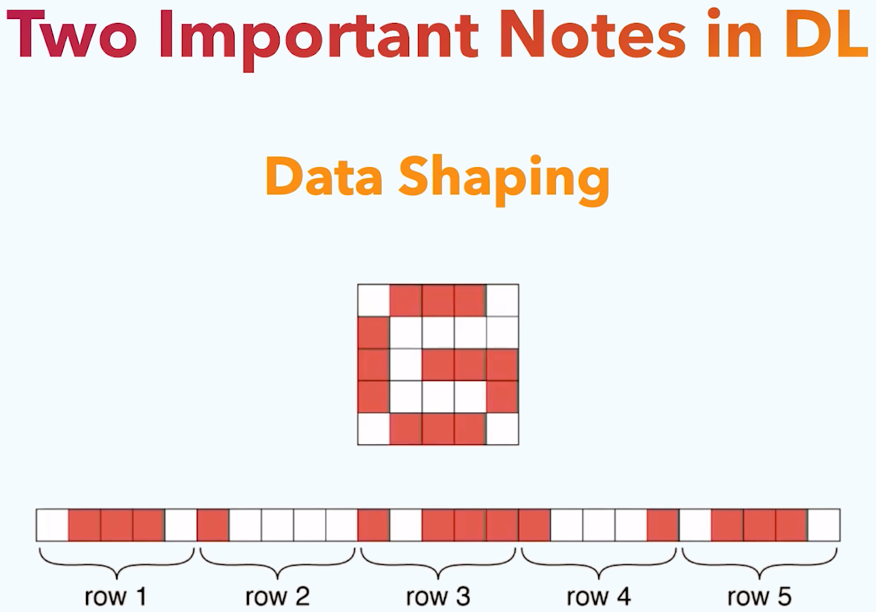 Two Important Notes in DL
Data Shaping
row 1 row 2 row 3 row 4 row 5